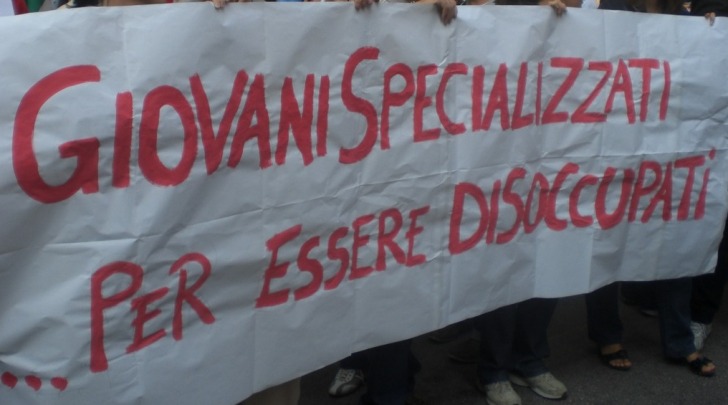 GIOVANI SPECIALIZZATI
...PER ESSERE DISOCCUPATI